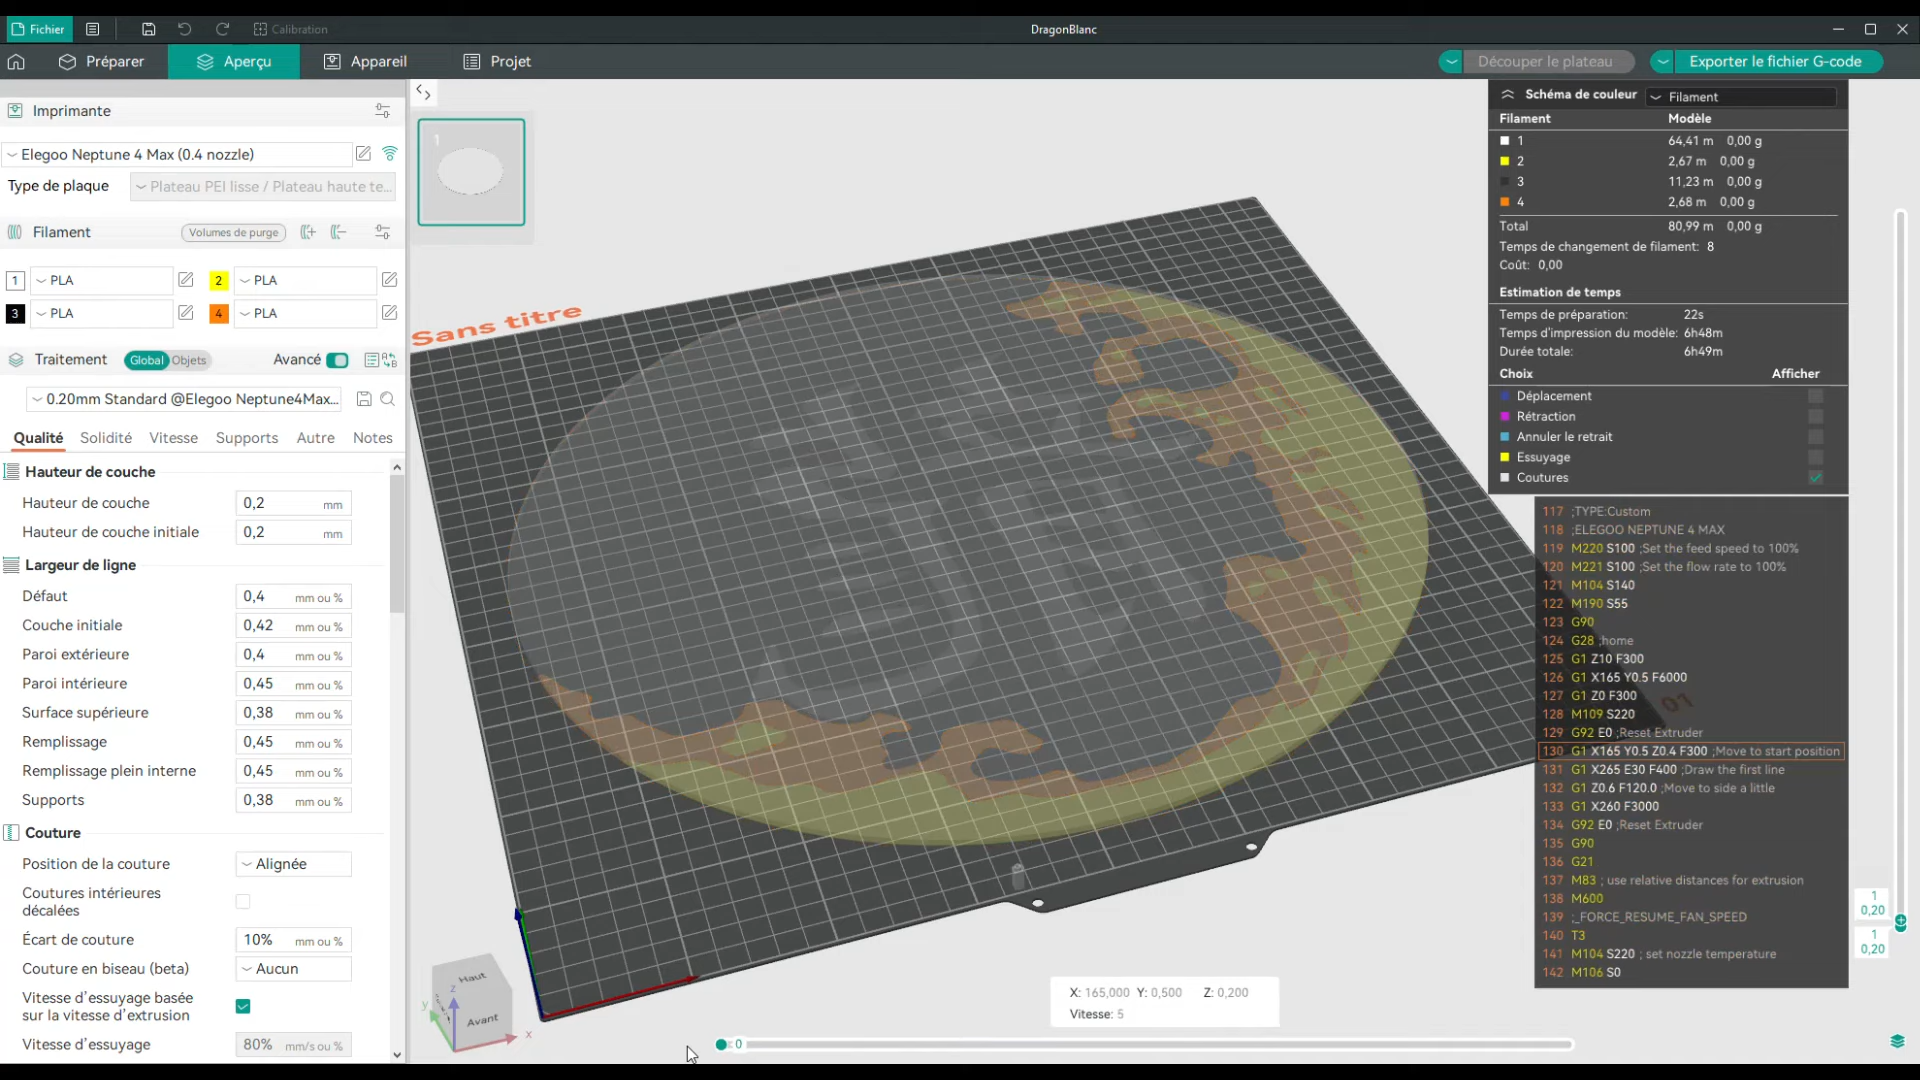 Fichier
Calibration
DragonBlanc
Préparer
Aperçu
Appareil
Projet
Découper le plateau
Exporter le fichier G-code
Imprimante
Elegoo Neptune 4 Max (0.4 nozzle)
Type de plaque
Plateau PEI lisse / Plateau haute te...
Filament
Volumes de purge
1 PLA
2 PLA
3 PLA
4 PLA
Traitement
Global
Objets
Avancé
0.20mm Standard @Elegoo Neptune4Max...
Qualité
Solidité
Vitesse
Supports
Autre
Notes
Hauteur de couche
Hauteur de couche 0,2 mm
Hauteur de couche initiale 0,2 mm
Largeur de ligne
Défaut 0,4 mm ou %
Couche initiale 0,42 mm ou %
Paroi extérieure 0,4 mm ou %
Paroi intérieure 0,45 mm ou %
Surface supérieure 0,38 mm ou %
Remplissage 0,45 mm ou %
Remplissage plein interne 0,45 mm ou %
Supports 0,38 mm ou %
Couture
Position de la couture Alignée
Coutures intérieures
décalées
Écart de couture 10% mm ou %
Couture en biseau (beta) Aucun
Vitesse d'essuyage basée
sur la vitesse d'extrusion
Vitesse d'essuyage 80% mm/s ou %
1
Sans titre
01
Haut
Avant
x
y
z
X: 165,000 Y: 0,500 Z: 0,200
Vitesse: 5
0
Schéma de couleur Filament
Filament Modèle
1 64,41 m 0,00 g
2 2,67 m 0,00 g
3 11,23 m 0,00 g
4 2,68 m 0,00 g
Total 80,99 m 0,00 g
Temps de changement de filament: 8
Coût: 0,00
Estimation de temps
Temps de préparation: 22s
Temps d'impression du modèle: 6h48m
Durée totale: 6h49m
Choix Afficher
Déplacement
Rétraction
Annuler le retrait
Essuyage
Coutures
117 ;TYPE:Custom
118 ;ELEGOO NEPTUNE 4 MAX
119 M220 S100 ;Set the feed speed to 100%
120 M221 S100 ;Set the flow rate to 100%
121 M104 S140
122 M190 S55
123 G90
124 G28 ;home
125 G1 Z10 F300
126 G1 X165 Y0.5 F6000
127 G1 Z0 F300
128 M109 S220
129 G92 E0 ;Reset Extruder
130 G1 X165 Y0.5 Z0.4 F300 ;Move to start position
131 G1 X265 E30 F400 ;Draw the first line
132 G1 Z0.6 F120.0 ;Move to side a little
133 G1 X260 F3000
134 G92 E0 ;Reset Extruder
135 G90
136 G21
137 M83 ; use relative distances for extrusion
138 M600
139 ;_FORCE_RESUME_FAN_SPEED
140 T3
141 M104 S220 ; set nozzle temperature
142 M106 S0
1
0,20
1
0,20